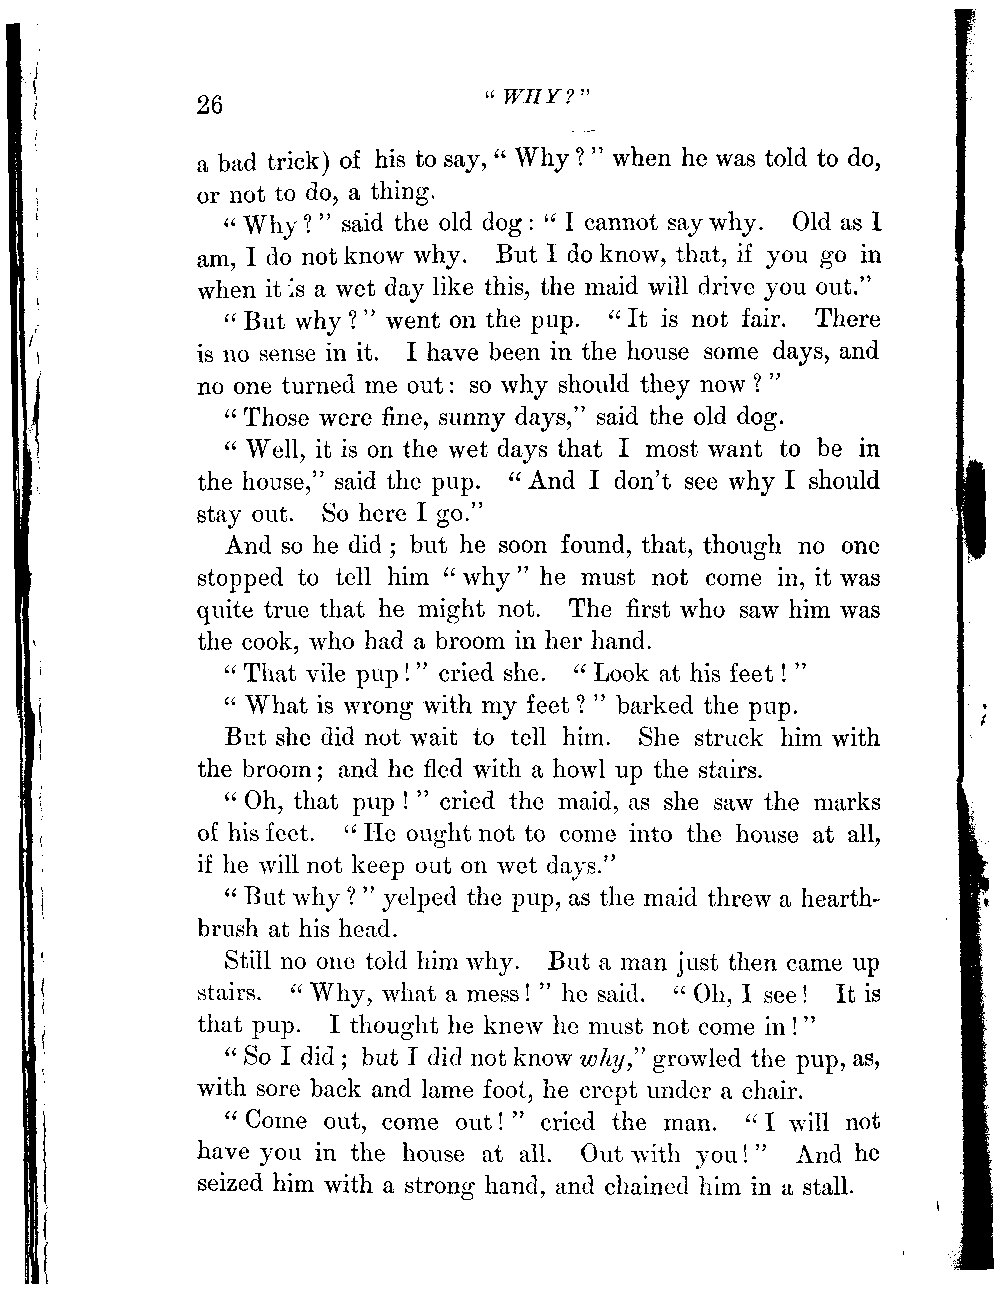 26
“ WHY?”
a bad trick) of his to say, “ Why ? ” when he was told to do,
or not to do, a thing.
“ Why ? ” said the old dog : “ I cannot say why. Old as I
am, I do not know why. But I do know, that, if you go in
when it is a wet day like this, the maid will drive you out.”
“ But why ? ” went on the pup. “ It is not fair. There
is no sense in it. I have been in the house some days, and
no one turned me out : so why should they now ? ”
“ Those were fine, sunny days,” said the old dog.
“ Well, it is on the wet days that I most want to be in
the house,” said the pup. “ And I don’t see why I should
stay out. So here I go.”
And so he did ; but he soon found, that, though no one
stopped to tell him “ why ” he must not come in, it was
quite true that he might not. The first who saw him was
the cook, who had a broom in her hand.
“ That vile pup ! ” cried she. “ Look at his feet ! ”
“ What is wrong with my feet ? ” barked the pup.
But she did not wait to tell him. She struck him with
the broom ; and he fled with a howl up the stairs.
“ Oh, that pup ! ” cried the maid, as she saw the marks
of his feet. “ He ought not to come into the house at all,
if he will not keep out on wet days.”
“ But why ? ” yelped the pup, as the maid threw a hearth-
brush at his head.
Still no one told him why. But a man just then came up
stairs. “ Why, what a mess ! ” he said. “ Oh, I see ! It is
that pup. I thought he knew he must not come in ! ”
“ So I did ; but I did not know why,” growled the pup, as,
with sore back and lame foot, he crept under a chair.
“ Come out, come out ! ” cried the man. “ I will not
have you in the house at all. Out with you ! ” And he
seized him with a strong hand, and chained him in a stall.